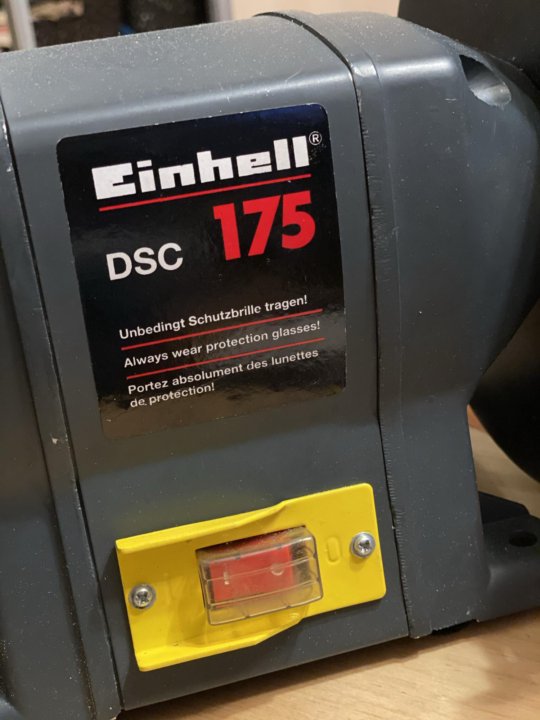 Einhell®
175
DSC
Unbedingt Schutzbrille tragen!
Always wear protection glasses!
Portez absolument des lunettes
de protection!